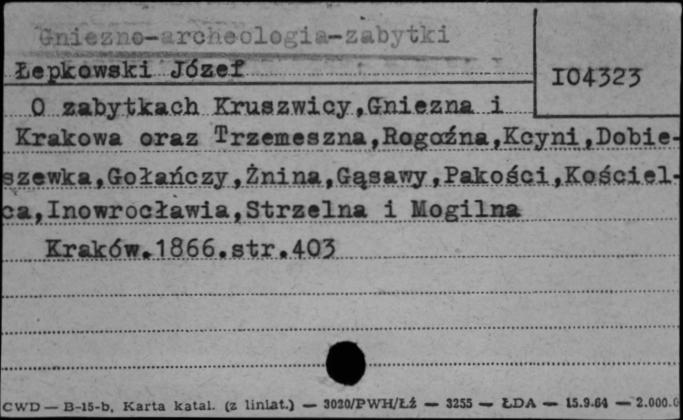 Gniezno-archeologia-zabytki
Łepkowski Józef
I04323
O zabytkach Kruszwicy,Gniezna i
Krakowa oraz Trzemeszna,Rogoźna,Kcyni,Dobie-
szewka,Gołańczy,Żnina,Gąsawy,Pakości,Kościel-
ca,Inowrocławia,Strzelna i Mogilna
Kraków.1866.str.403
CWD — B-15-b, Karta katal. (z liniat.) — 3020/PWH/Łż — 3255 — ŁDA — 15.9.64 — 2.000.0